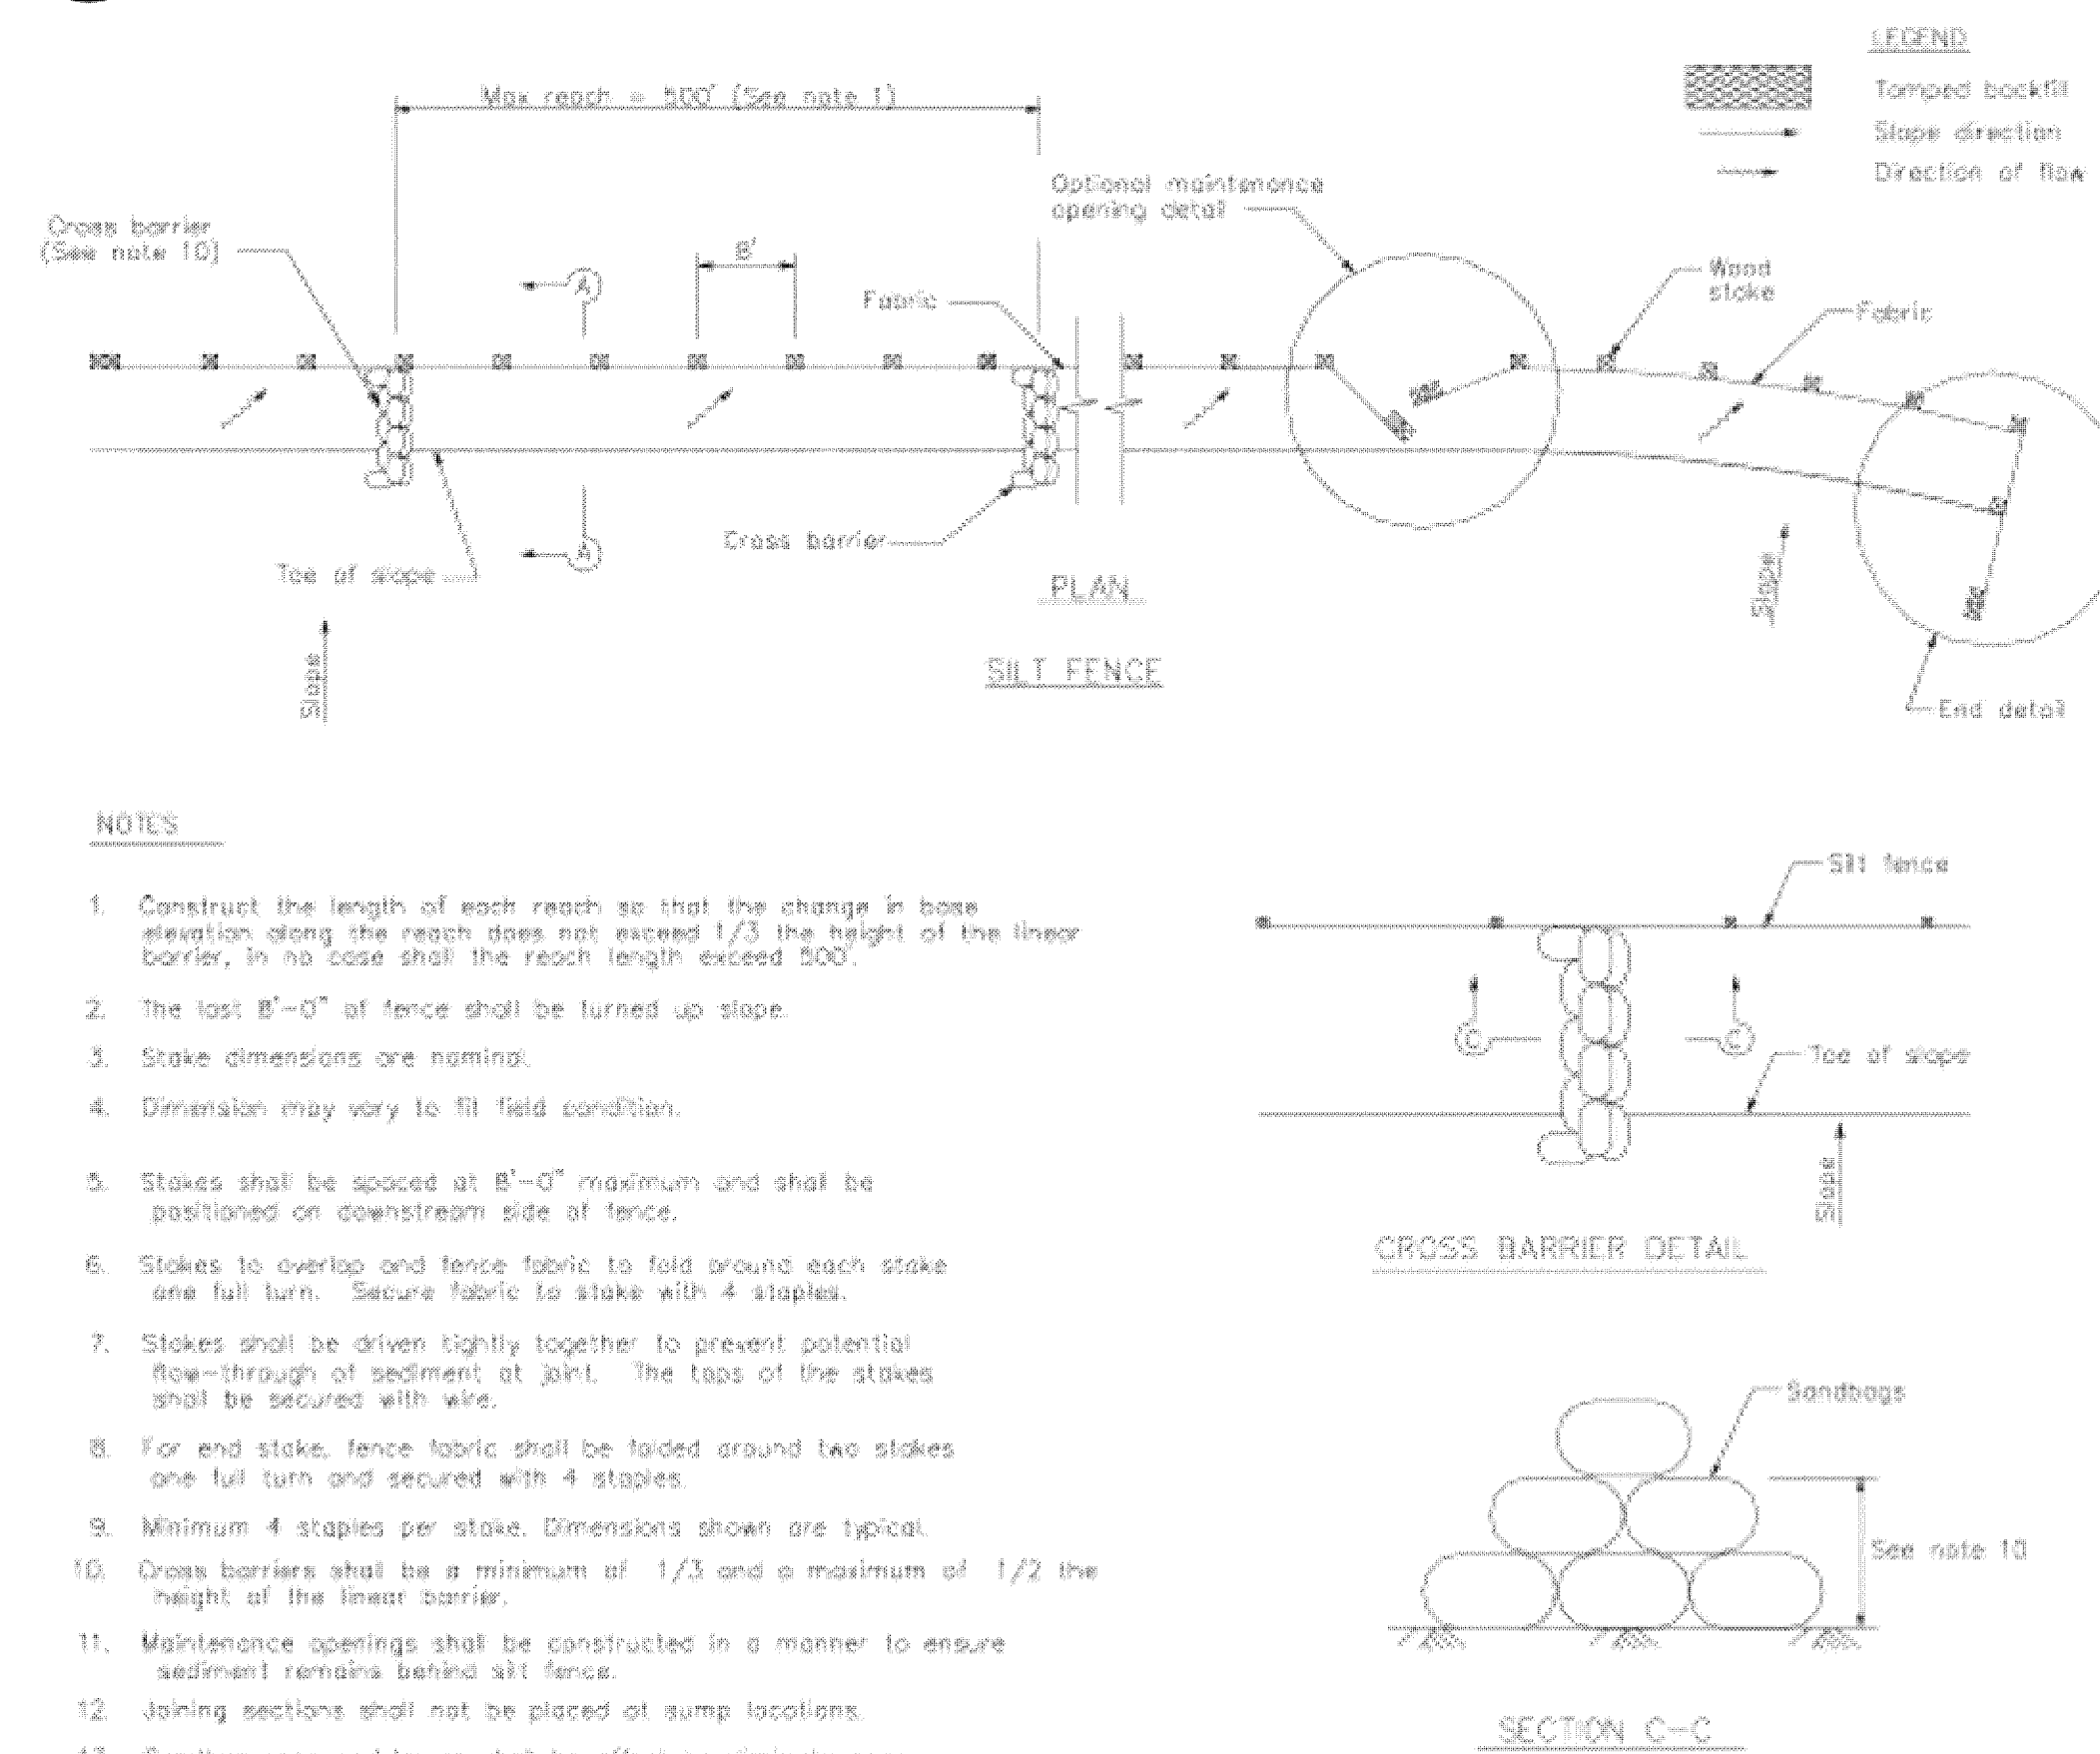 LEGEND
Tamped backfill
Slope direction
Direction of flow
Max reach = 500' (See note 1)
Optional maintenance
opening detail
Cross barrier
(See note 10)
8'
A
Fabric
Wood
stake
Fabric
Cross barrier
A
Toe of slope
PLAN
Slope
Slope
SILT FENCE
End detail
NOTES
1. Construct the length of each reach so that the change in base
elevation along the reach does not exceed 1/3 the height of the linear
barrier, in no case shall the reach length exceed 500'.
2. The last 8'-0" of fence shall be turned up slope.
3. Stake dimensions are nominal.
4. Dimension may vary to fit field condition.
5. Stakes shall be spaced at 8'-0" maximum and shall be
positioned on downstream side of fence.
6. Stakes to overlap and fence fabric to fold around each stake
one full turn. Secure fabric to stake with 4 staples.
7. Stakes shall be driven tightly together to prevent potential
flow-through of sediment at joint. The tops of the stakes
shall be secured with wire.
8. For end stake, fence fabric shall be folded around two stakes
one full turn and secured with 4 staples.
9. Minimum 4 staples per stake. Dimensions shown are typical.
10. Cross barriers shall be a minimum of 1/3 and a maximum of 1/2 the
height of the linear barrier.
11. Maintenance openings shall be constructed in a manner to ensure
sediment remains behind silt fence.
12. Joining sections shall not be placed at sump locations.
Silt fence
C
C
Toe of slope
Slope
CROSS BARRIER DETAIL
Sandbags
See note 10
SECTION C-C